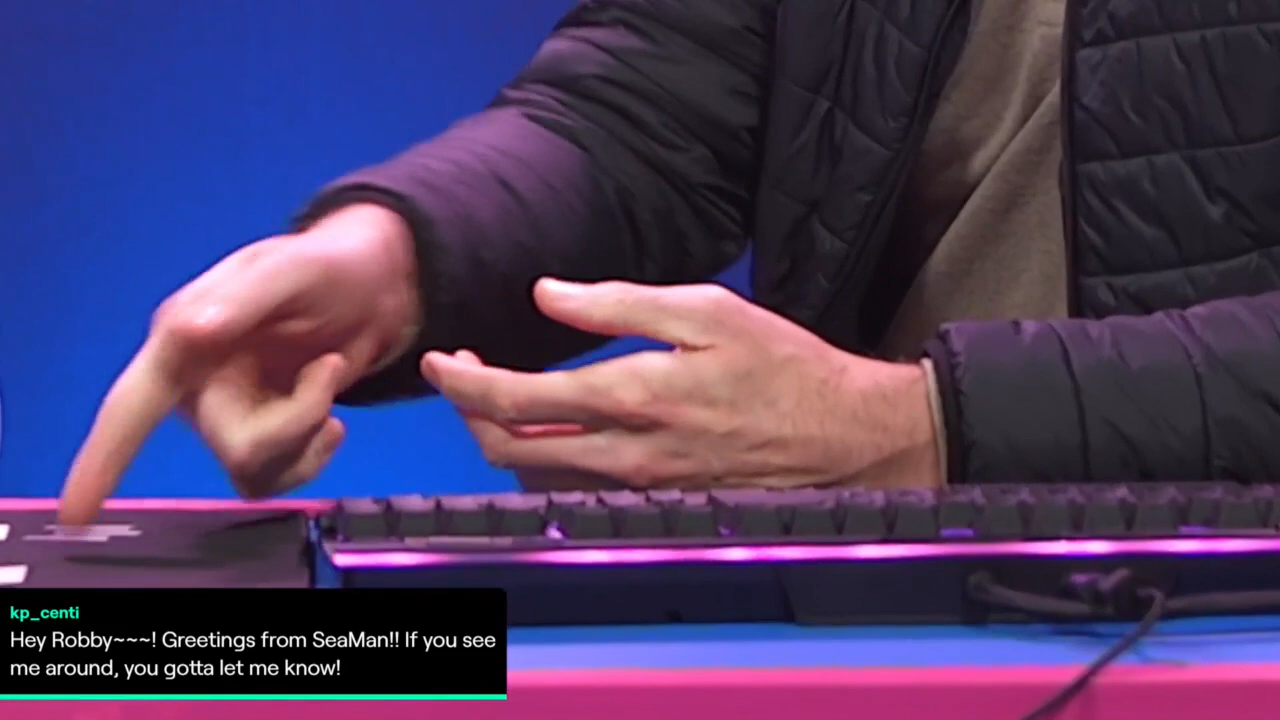 kp_centi
Hey Robby~~~! Greetings from SeaMan!! If you see
me around, you gotta let me know!